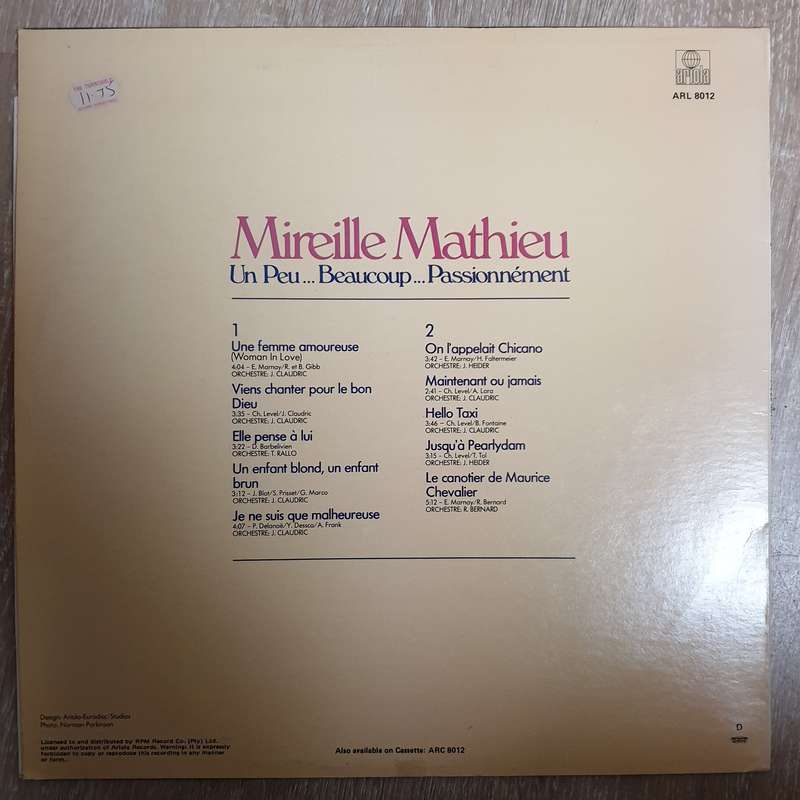 11.75
ariola
ARL 8012
Mireille Mathieu
Un Peu... Beaucoup... Passionnément
1
Une femme amoureuse
(Woman In Love)
4:04 – E. Marnay/R. et B. Gibb
ORCHESTRE: J. CLAUDRIC
Viens chanter pour le bon
Dieu
3:35 – Ch. Level/J. Claudric
ORCHESTRE: J. CLAUDRIC
Elle pense à lui
3:22 – D. Barbelivien
ORCHESTRE: T. RALLO
Un enfant blond, un enfant
brun
3:12 – J. Blot/S. Prisset/G. Marco
ORCHESTRE: J. CLAUDRIC
Je ne suis que malheureuse
4:07 – P. Delanoë/Y. Dessca/A. Frank
ORCHESTRE: J. CLAUDRIC
2
On l'appelait Chicano
3:42 – E. Marnay/H. Faltermeier
ORCHESTRE: J. HEIDER
Maintenant ou jamais
2:41 – Ch. Level/A. Lara
ORCHESTRE: J. CLAUDRIC
Hello Taxi
3:46 – Ch. Level/B. Fontaine
ORCHESTRE: J. CLAUDRIC
Jusqu'à Pearlydam
3:15 – Ch. Level/T. Tol
ORCHESTRE: J. HEIDER
Le canotier de Maurice
Chevalier
5:12 – E. Marnay/R. Bernard
ORCHESTRE: R. BERNARD
Design: Ariola-Eurodisc/Studios
Photo: Norman Parkinson
Licensed to and distributed by RPM Record Co. (Pty) Ltd.
under authorization of Ariola Records. Warning: It is expressly
forbidden to copy or reproduce this recording in any manner
or form.
Also available on Cassette: ARC 8012
D